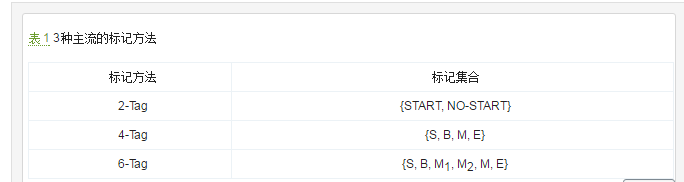 表 1 3种主流的标记方法
标记方法 标记集合
2-Tag {START, NO-START}
4-Tag {S, B, M, E}
6-Tag {S, B, M1, M2, M, E}